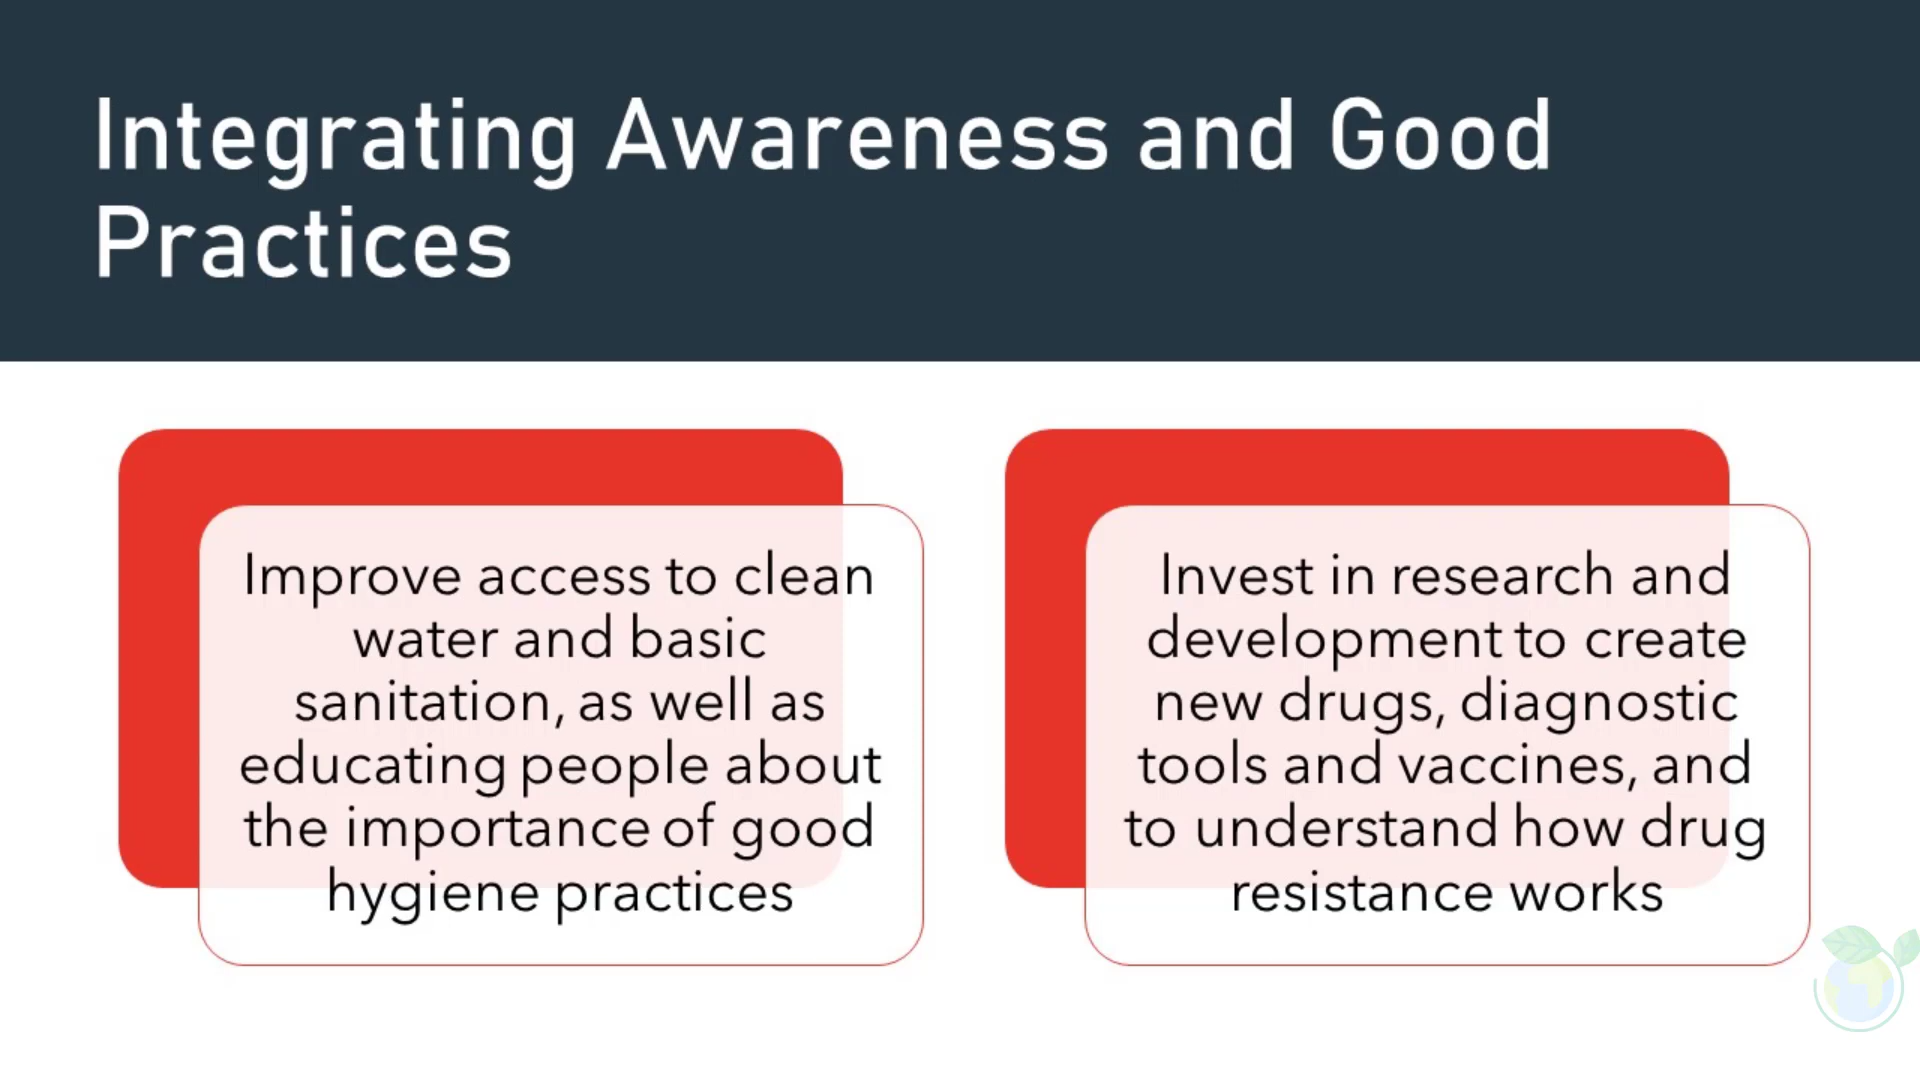 Integrating Awareness and Good
Practices
Improve access to clean
water and basic
sanitation, as well as
educating people about
the importance of good
hygiene practices
Invest in research and
development to create
new drugs, diagnostic
tools and vaccines, and
to understand how drug
resistance works